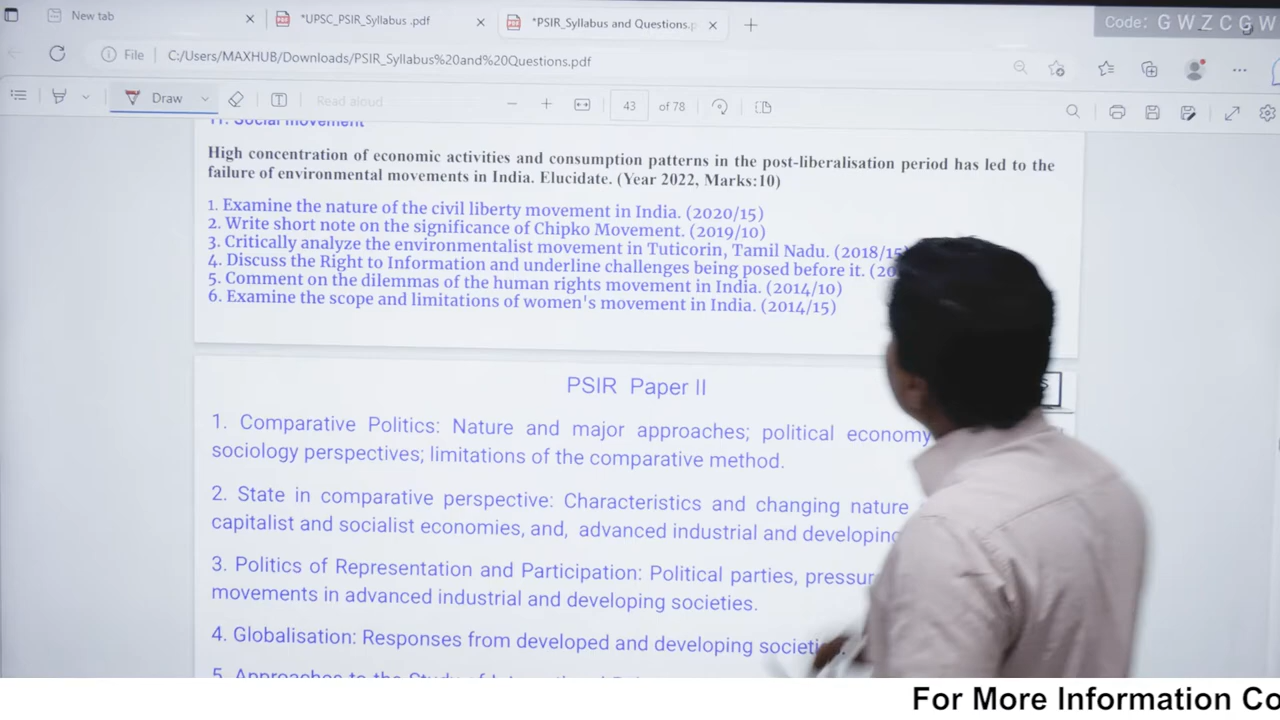 New tab
*UPSC_PSIR_Syllabus .pdf
*PSIR_Syllabus and Questions.p
Code: G W Z C G W
File
C:/Users/MAXHUB/Downloads/PSIR_Syllabus%20and%20Questions.pdf
Draw
Read aloud
43 of 78
11. Social movement
High concentration of economic activities and consumption patterns in the post-liberalisation period has led to the
failure of environmental movements in India. Elucidate. (Year 2022, Marks:10)
1. Examine the nature of the civil liberty movement in India. (2020/15)
2. Write short note on the significance of Chipko Movement. (2019/10)
3. Critically analyze the environmentalist movement in Tuticorin, Tamil Nadu. (2018/15)
4. Discuss the Right to Information and underline challenges being posed before it. (20
5. Comment on the dilemmas of the human rights movement in India. (2014/10)
6. Examine the scope and limitations of women's movement in India. (2014/15)
PSIR Paper II
1. Comparative Politics: Nature and major approaches; political economy
sociology perspectives; limitations of the comparative method.
2. State in comparative perspective: Characteristics and changing nature
capitalist and socialist economies, and, advanced industrial and developing
3. Politics of Representation and Participation: Political parties, pressur
movements in advanced industrial and developing societies.
4. Globalisation: Responses from developed and developing societi
5. Approaches to the Study of
For More Information Co